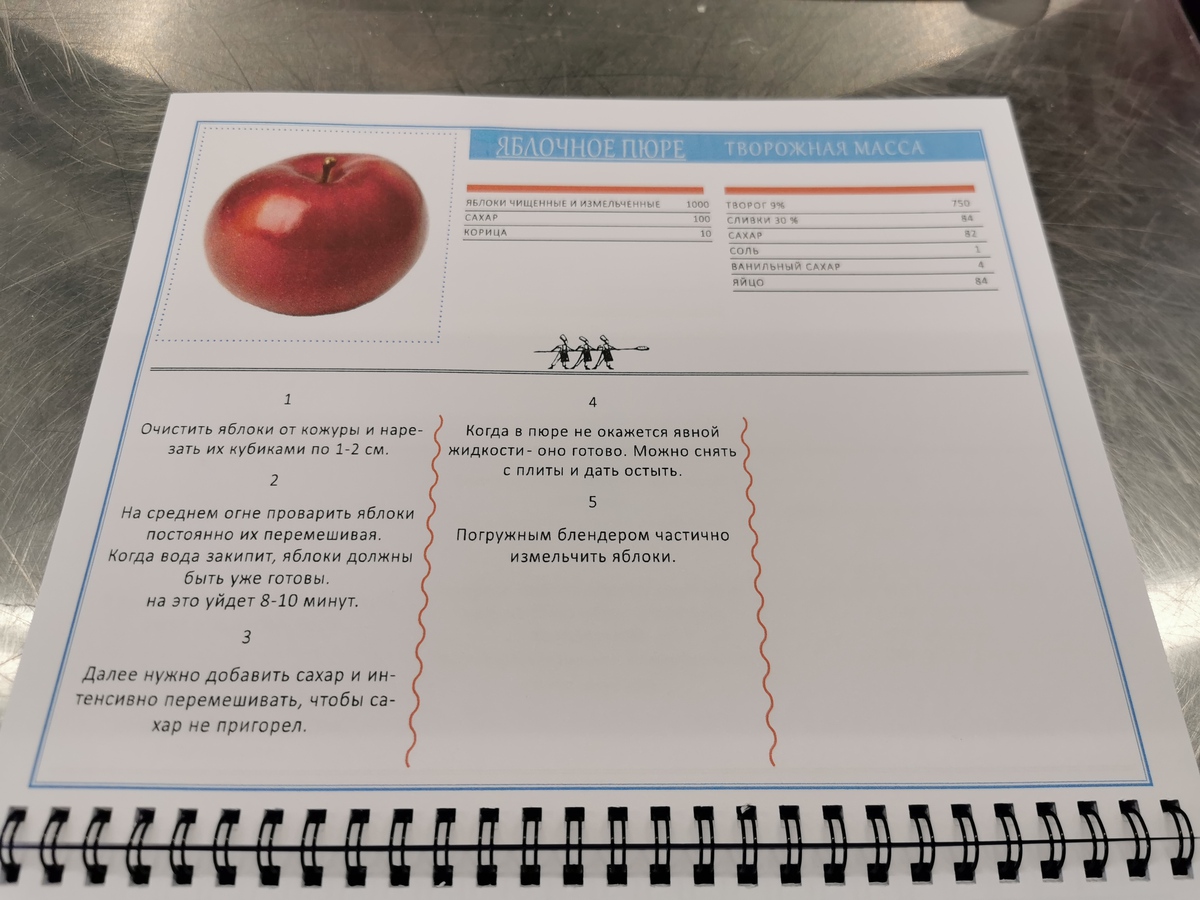 ЯБЛОЧНОЕ ПЮРЕ
ЯБЛОКИ ЧИЩЕННЫЕ И ИЗМЕЛЬЧЕННЫЕ 1000
САХАР 100
КОРИЦА 10
ТВОРОЖНАЯ МАССА
ТВОРОГ 9% 750
СЛИВКИ 30 % 84
САХАР 82
СОЛЬ 1
ВАНИЛЬНЫЙ САХАР 4
ЯЙЦО 84
1
Очистить яблоки от кожуры и наре-
зать их кубиками по 1-2 см.
2
На среднем огне проварить яблоки
постоянно их перемешивая.
Когда вода закипит, яблоки должны
быть уже готовы.
на это уйдет 8-10 минут.
3
Далее нужно добавить сахар и ин-
тенсивно перемешивать, чтобы са-
хар не пригорел.
4
Когда в пюре не окажется явной
жидкости - оно готово. Можно снять
с плиты и дать остыть.
5
Погружным блендером частично
измельчить яблоки.